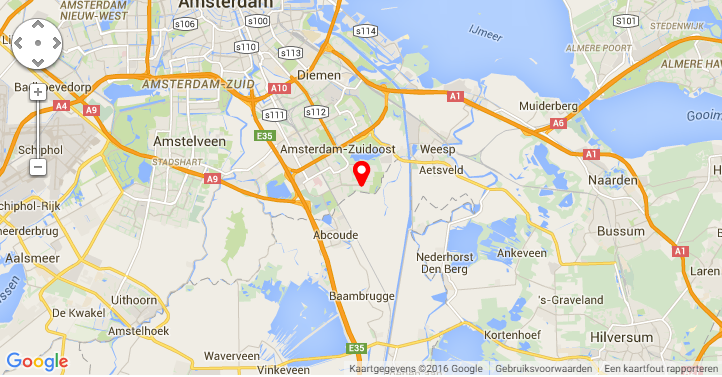 Amsterdam
AMSTERDAM
NIEUW-WEST
s106
s100
s114
s110
s113
S101
STEDENWIJK
IJmeer
ALMERE POORT
ALMERE HAVEN
Diemen
AMSTERDAM-ZUID
A10
s112
s111
A4
A9
A1
Muiderberg
A6
Gooim
Schiphol
Amstelveen
STADSHART
E35
Amsterdam-Zuidoost
Weesp
Aetsveld
A1
A9
Naarden
Schiphol-Rijk
Bussum
Abcoude
A1
Aalsmeer
Nederhorst
Den Berg
Ankeveen
Laren
Uithoorn
Baambrugge
's-Graveland
De Kwakel
Amstelhoek
Kortenhoef
Hilversum
E35
Waverveen
Vinkeveen
Google
Kaartgegevens ©2016 Google
Gebruiksvoorwaarden
Een kaartfout rapporteren